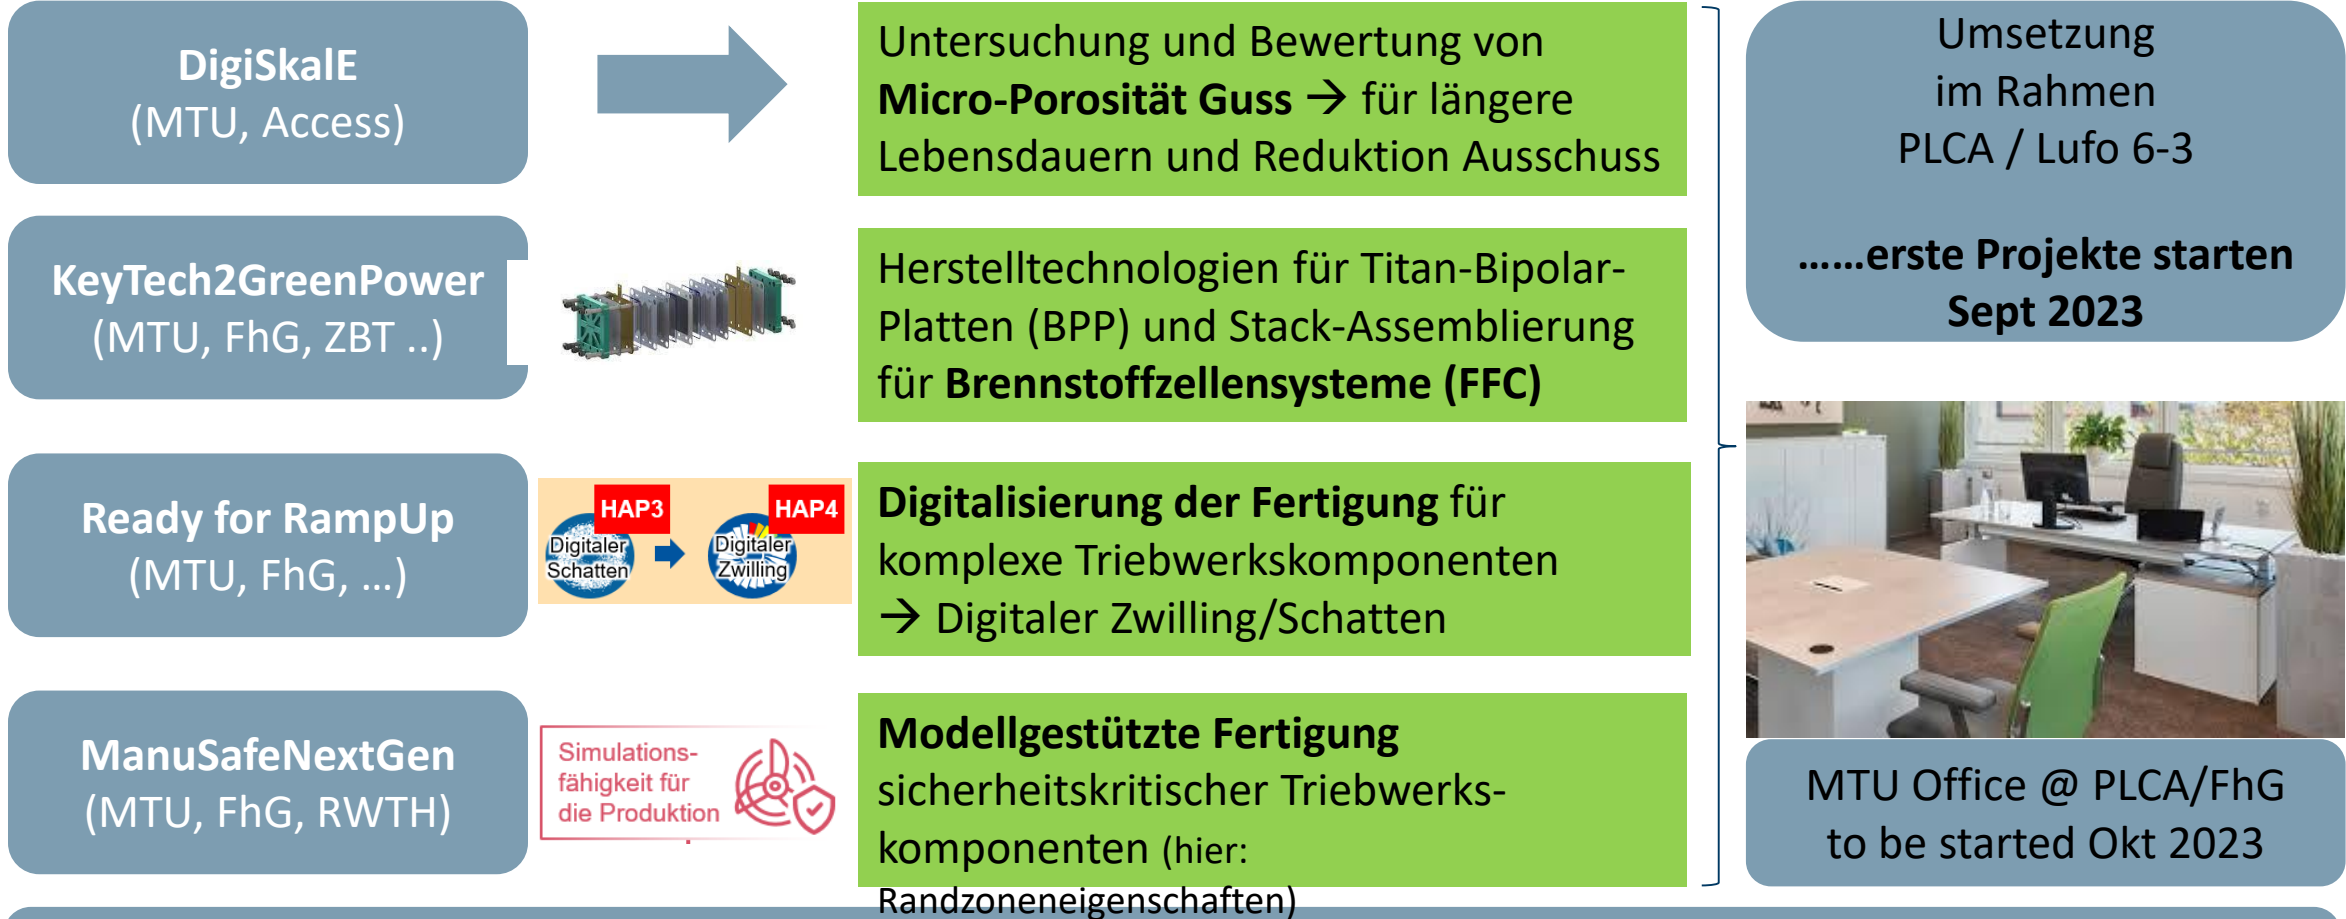 DigiSkalE
(MTU, Access)
Untersuchung und Bewertung von
Micro-Porosität Guss → für längere
Lebensdauern und Reduktion Ausschuss
KeyTech2GreenPower
(MTU, FhG, ZBT ..)
Herstelltechnologien für Titan-Bipolar-
Platten (BPP) und Stack-Assemblierung
für Brennstoffzellensysteme (FFC)
Ready for RampUp
(MTU, FhG, …)
HAP3
Digitaler
Schatten
HAP4
Digitaler
Zwilling
Digitalisierung der Fertigung für
komplexe Triebwerkskomponenten
→ Digitaler Zwilling/Schatten
ManuSafeNextGen
(MTU, FhG, RWTH)
Simulations-
fähigkeit für
die Produktion
Modellgestützte Fertigung
sicherheitskritischer Triebwerks-
komponenten (hier:
Randzoneneigenschaften)
Umsetzung
im Rahmen
PLCA / Lufo 6-3
……erste Projekte starten
Sept 2023
MTU Office @ PLCA/FhG
to be started Okt 2023